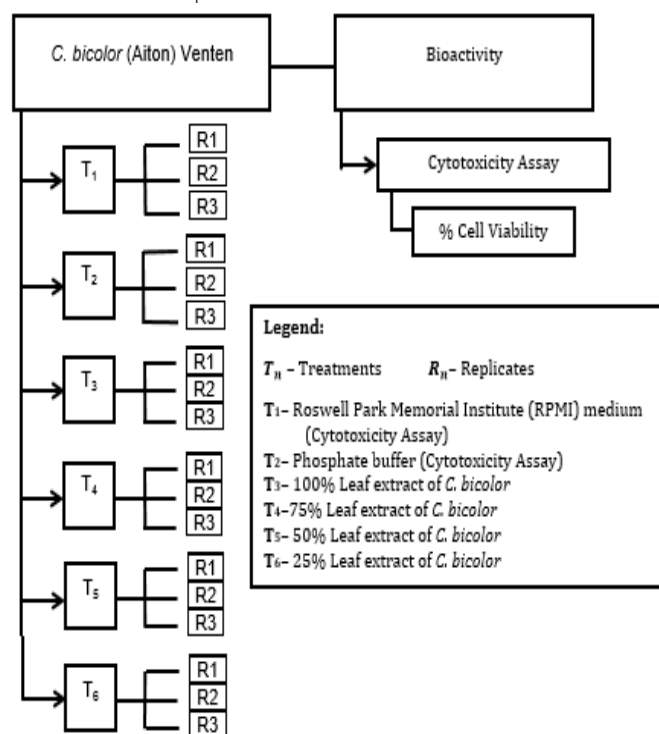 C. bicolor (Aiton) Venten
Bioactivity
Cytotoxicity Assay
% Cell Viability
T1
R1
R2
R3
T2
R1
R2
R3
T3
R1
R2
R3
T4
R1
R2
R3
T5
R1
R2
R3
T6
R1
R2
R3
Legend:
Tn – Treatments Rn– Replicates
T1– Roswell Park Memorial Institute (RPMI) medium
(Cytotoxicity Assay)
T2– Phosphate buffer (Cytotoxicity Assay)
T3– 100% Leaf extract of C. bicolor
T4–75% Leaf extract of C. bicolor
T5– 50% Leaf extract of C. bicolor
T6– 25% Leaf extract of C. bicolor